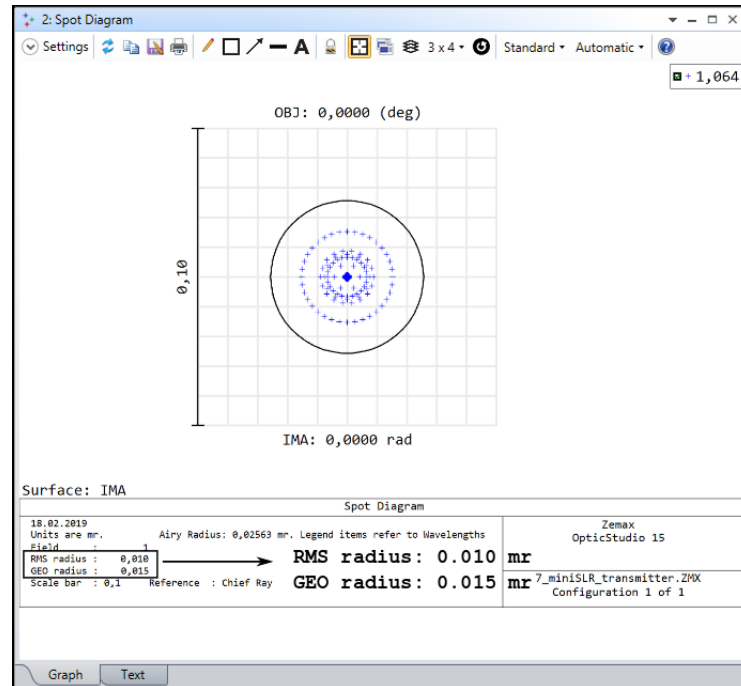 2: Spot Diagram
Settings 3 x 4 Standard Automatic
+ 1,064
OBJ: 0,0000 (deg)
0,10
IMA: 0,0000 rad
Surface: IMA
Spot Diagram
18.02.2019
Units are mr. Airy Radius: 0,02563 mr. Legend items refer to Wavelengths
Field : 1
RMS radius : 0,010
GEO radius : 0,015
Scale bar : 0,1 Reference : Chief Ray
RMS radius: 0.010 mr
GEO radius: 0.015 mr
Zemax
OpticStudio 15
7_miniSLR_transmitter.ZMX
Configuration 1 of 1
Graph Text